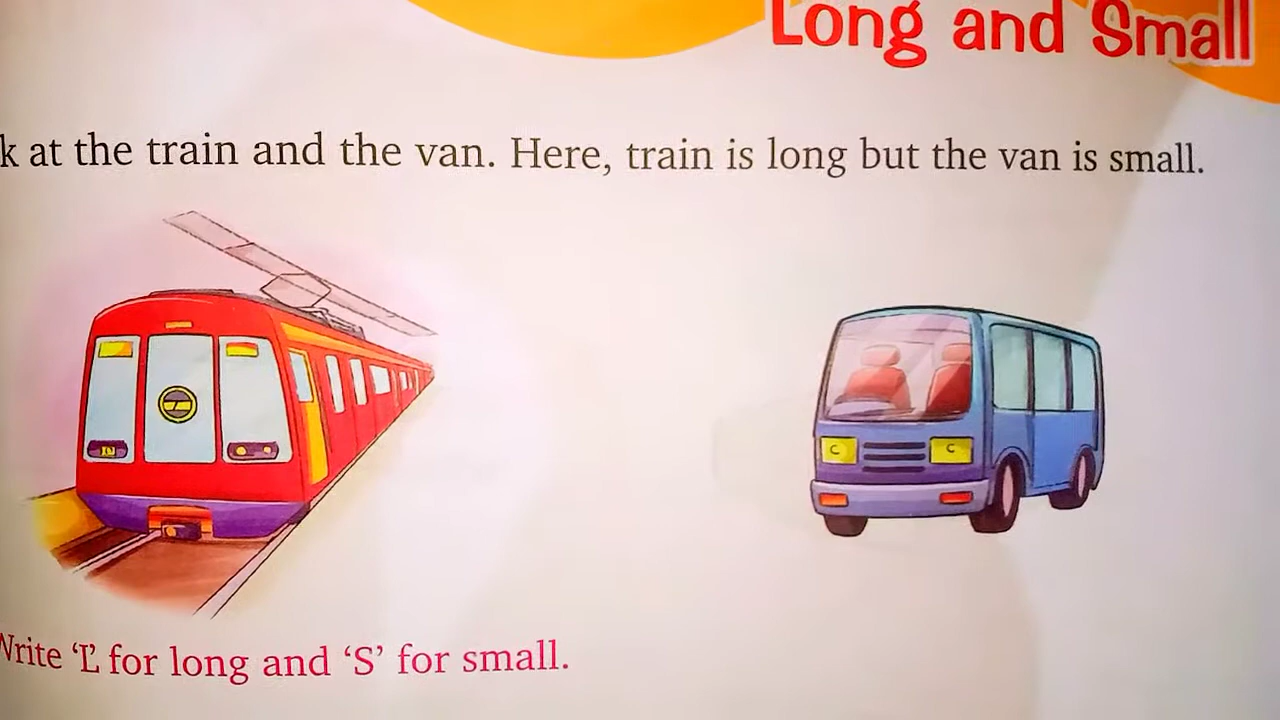 Long and Small
k at the train and the van. Here, train is long but the van is small.
Write ‘L’ for long and ‘S’ for small.